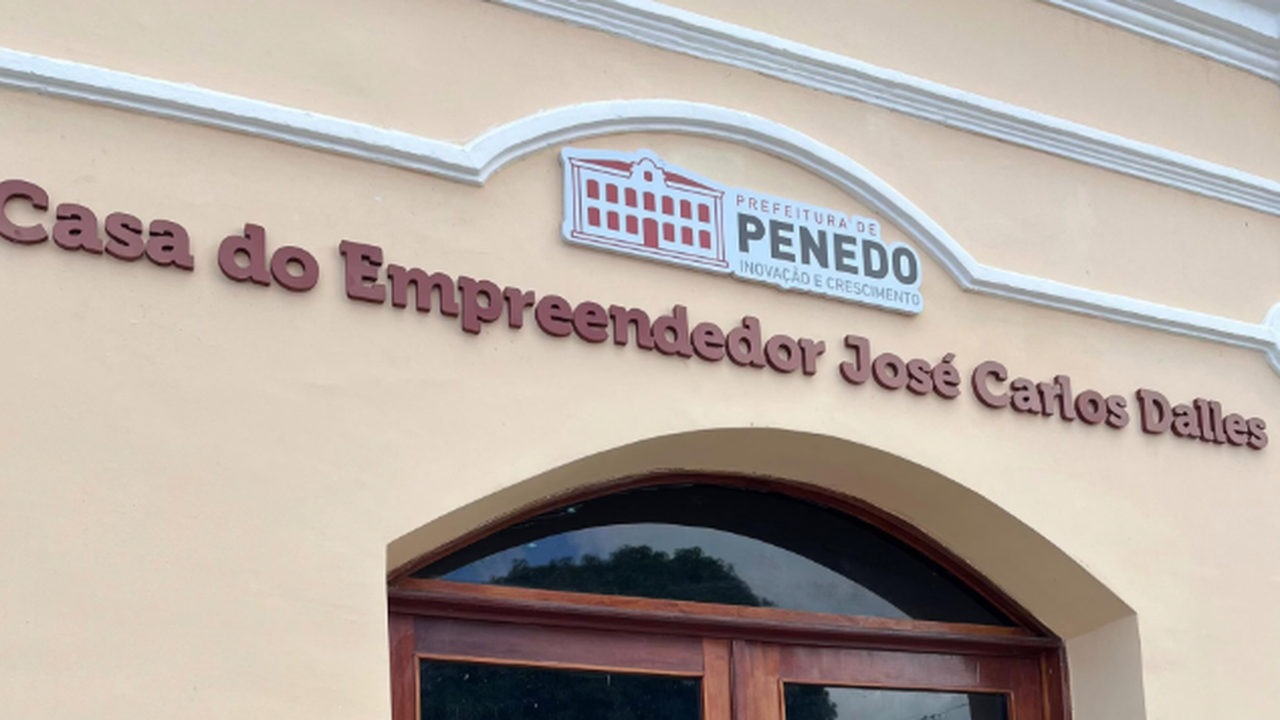 PREFEITURA DE
PENEDO
INOVAÇÃO E CRESCIMENTO
Casa do Empreendedor José Carlos Dalles